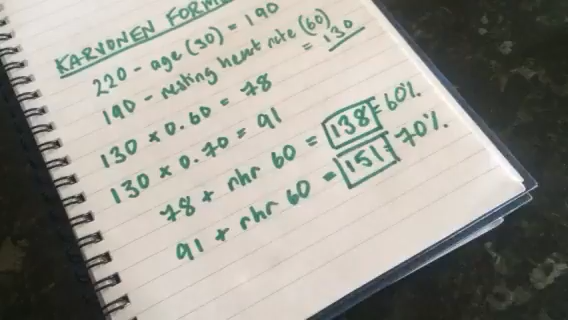 KARVONEN FORMU
220 - age (30) = 190
190 - resting heart rate (60)
= 130
130 x 0.60 = 78
130 x 0.70 = 91
78 + rhr 60 = 138 = 60%
91 + rhr 60 = 151 = 70%.